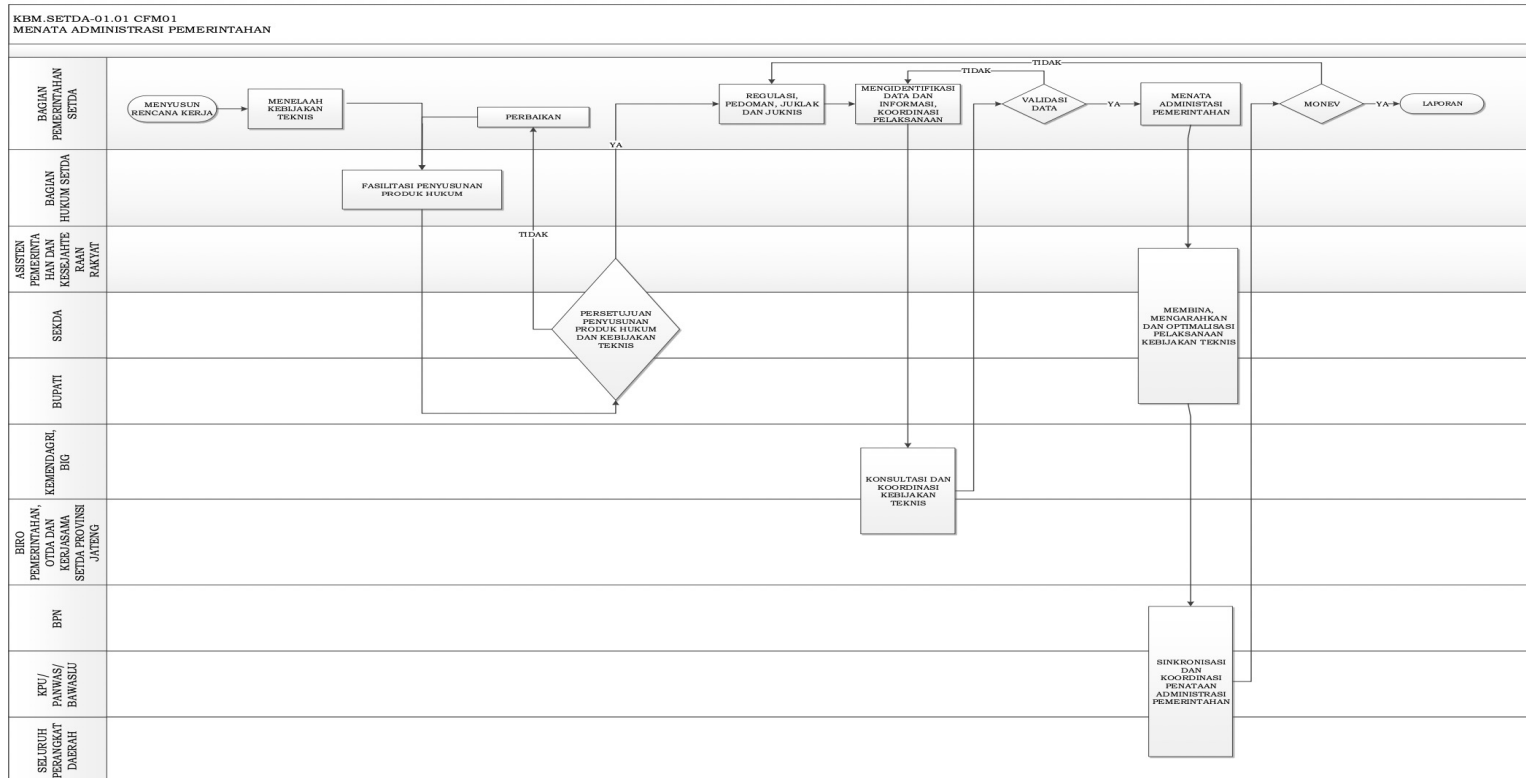 KBM.SETDA-01.01 CFM01
MENATA ADMINISTRASI PEMERINTAHAN
BAGIAN
PEMERINTAHAN
SETDA
MENYUSUN
RENCANA KERJA
MENELAAH
KEBIJAKAN
TEKNIS
PERBAIKAN
YA
REGULASI,
PEDOMAN, JUKLAK
DAN JUKNIS
MENGIDENTIFIKASI
DATA DAN
INFORMASI,
KOORDINASI
PELAKSANAAN
TIDAK
TIDAK
VALIDASI
DATA
YA
MENATA
ADMINISTASI
PEMERINTAHAN
MONEV
YA
LAPORAN
BAGIAN
HUKUM SETDA
FASILITASI PENYUSUNAN
PRODUK HUKUM
TIDAK
ASISTEN
PEMERINTA
HAN DAN
KESEJAHTE
RAAN
RAKYAT
SEKDA
PERSETUJUAN
PENYUSUNAN
PRODUK HUKUM
DAN KEBIJAKAN
TEKNIS
MEMBINA,
MENGARAHKAN
DAN OPTIMALISASI
PELAKSANAAN
KEBIJAKAN TEKNIS
BUPATI
KEMENDAGRI,
BIG
KONSULTASI DAN
KOORDINASI
KEBIJAKAN
TEKNIS
BIRO
PEMERINTAHAN,
OTDA DAN
KERJASAMA
SETDA PROVINSI
JATENG
BPN
KPU/
PANWAS/
BAWASLU
SINKRONISASI
DAN
KOORDINASI
PENATAAN
ADMINISTRASI
PEMERINTAHAN
SELURUH
PERANGKAT
DAERAH